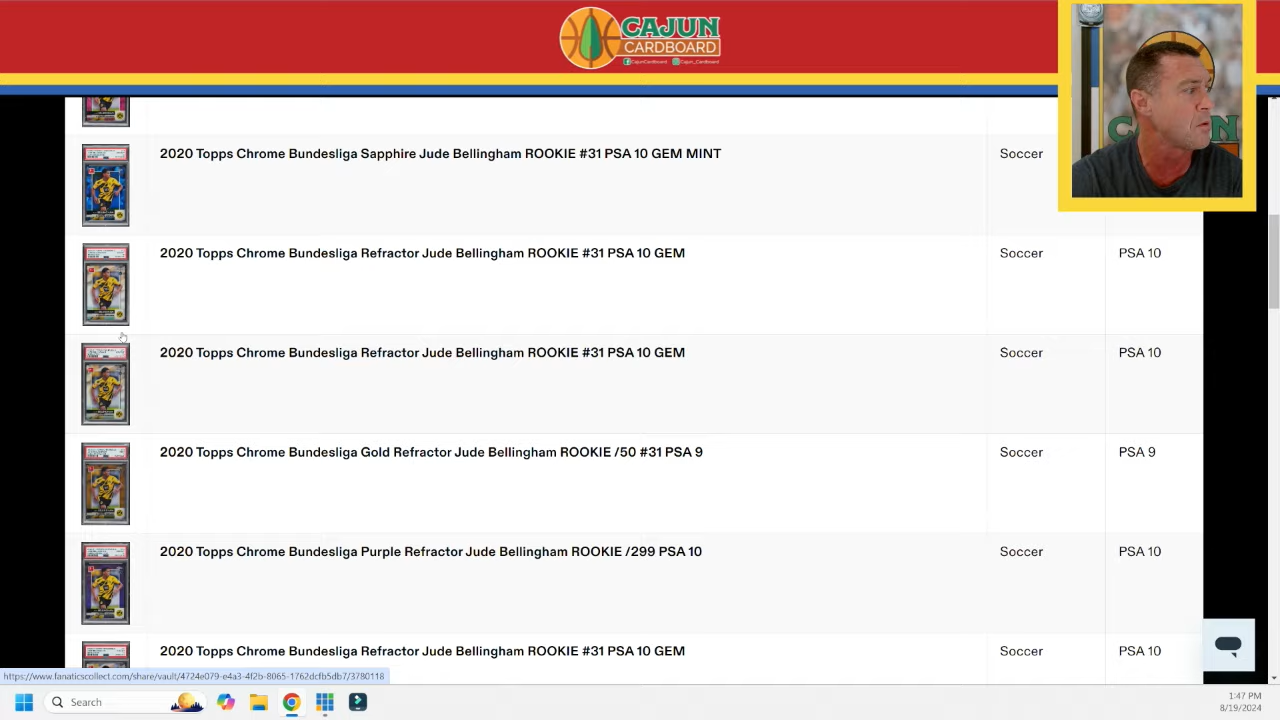 CAJUN
CARDBOARD
CajunCardboard Cajun_Cardboard
2020 Topps Chrome Bundesliga Sapphire Jude Bellingham ROOKIE #31 PSA 10 GEM MINT Soccer
2020 Topps Chrome Bundesliga Refractor Jude Bellingham ROOKIE #31 PSA 10 GEM Soccer PSA 10
2020 Topps Chrome Bundesliga Refractor Jude Bellingham ROOKIE #31 PSA 10 GEM Soccer PSA 10
2020 Topps Chrome Bundesliga Gold Refractor Jude Bellingham ROOKIE /50 #31 PSA 9 Soccer PSA 9
2020 Topps Chrome Bundesliga Purple Refractor Jude Bellingham ROOKIE /299 PSA 10 Soccer PSA 10
2020 Topps Chrome Bundesliga Refractor Jude Bellingham ROOKIE #31 PSA 10 GEM Soccer PSA 10
https://www.fanaticscollect.com/share/vault/4724e079-e4a3-4f2b-8065-1762dcfb5db7/3780118
Search
1:47 PM
8/19/2024